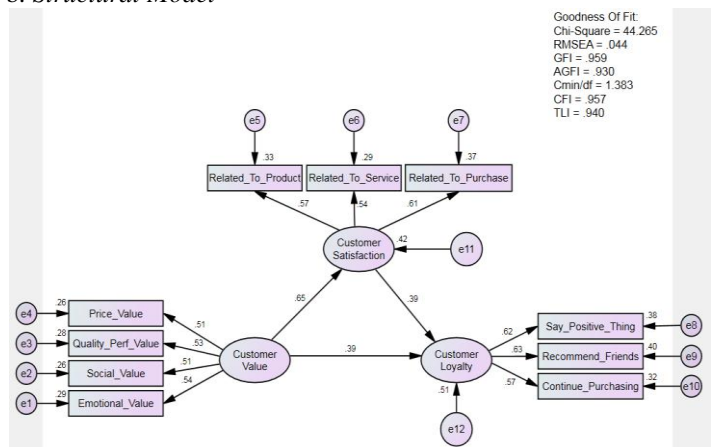 Goodness Of Fit:
Chi-Square = 44.265
RMSEA = .044
GFI = .959
AGFI = .930
Cmin/df = 1.383
CFI = .957
TLI = .940
e5
e6
e7
.33
.29
.37
Related_To_Product
Related_To_Service
Related_To_Purchase
.57
.54
.61
Customer
Satisfaction
.42
e11
.65
.39
e4
.26
Price_Value
.51
e3
.28
Quality_Perf_Value
.53
e2
.26
Social_Value
.51
e1
.29
Emotional_Value
.54
Customer
Value
.39
Customer
Loyalty
.51
e12
.62
Say_Positive_Thing
.38
e8
.63
Recommend_Friends
.40
e9
.57
Continue_Purchasing
.32
e10